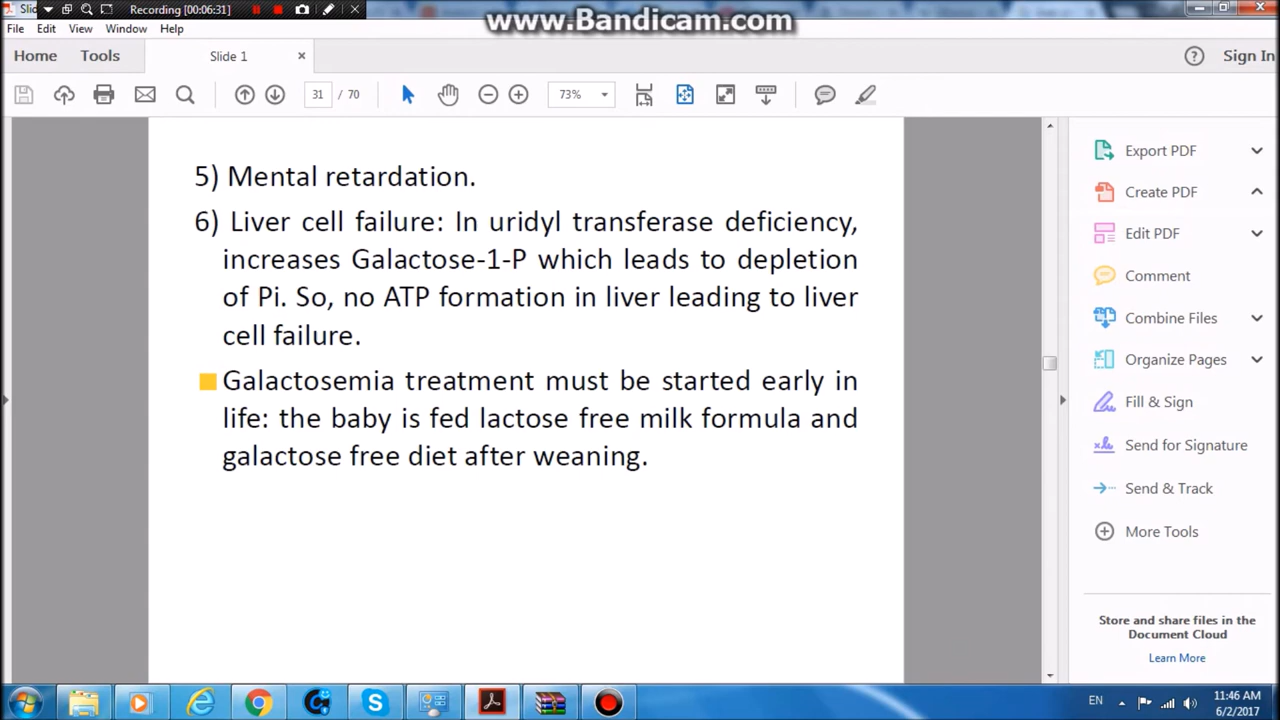 Slid
Recording [00:06:31]
www.Bandicam.com
File Edit View Window Help
Home Tools Slide 1 × Sign In
31 / 70 73%
5) Mental retardation.
6) Liver cell failure: In uridyl transferase deficiency,
increases Galactose-1-P which leads to depletion
of Pi. So, no ATP formation in liver leading to liver
cell failure.
Galactosemia treatment must be started early in
life: the baby is fed lactose free milk formula and
galactose free diet after weaning.
Export PDF
Create PDF
Edit PDF
Comment
Combine Files
Organize Pages
Fill & Sign
Send for Signature
Send & Track
More Tools
Store and share files in the
Document Cloud
Learn More
EN
11:46 AM
6/2/2017